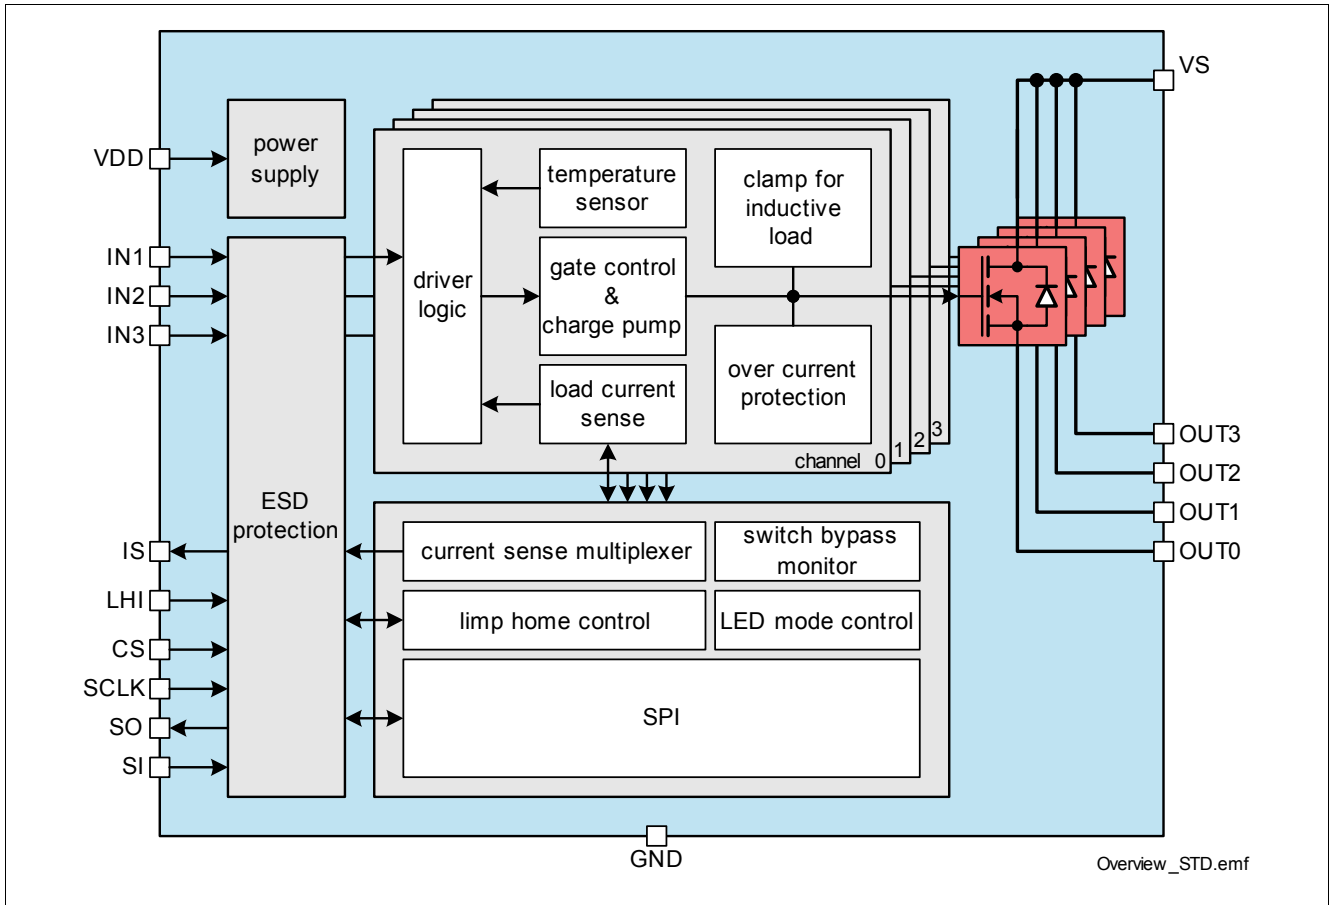 VS
power
supply
VDD
temperature
sensor
clamp for
inductive
load
IN1
IN2
IN3
driver
logic
gate control
&
charge pump
load current
sense
over current
protection
channel 0
1
2
3
OUT3
OUT2
OUT1
OUT0
ESD
protection
IS
LHI
CS
SCLK
SO
SI
current sense multiplexer
switch bypass
monitor
limp home control
LED mode control
SPI
GND
Overview_STD.emf